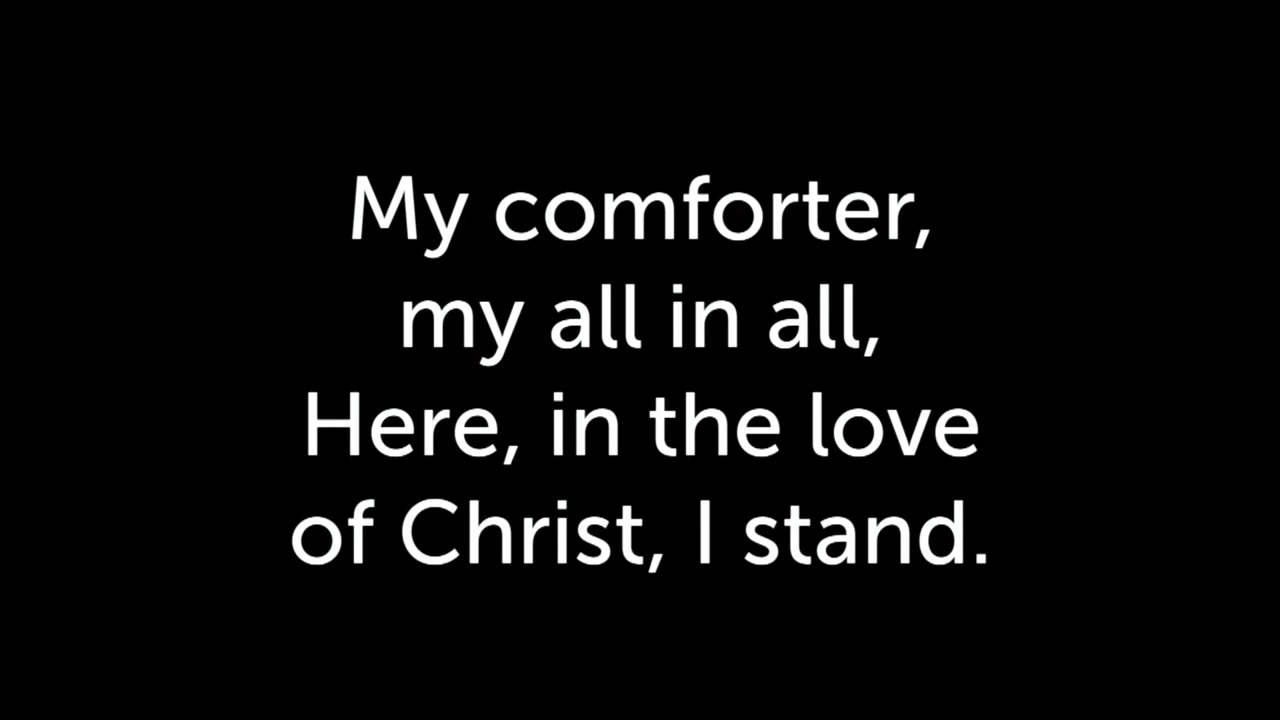 My comforter,
my all in all,
Here, in the love
of Christ, I stand.